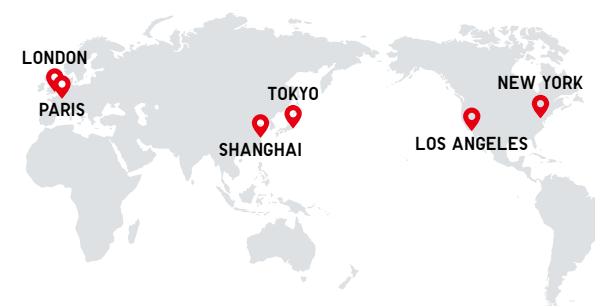 LONDON
PARIS
TOKYO
SHANGHAI
NEW YORK
LOS ANGELES